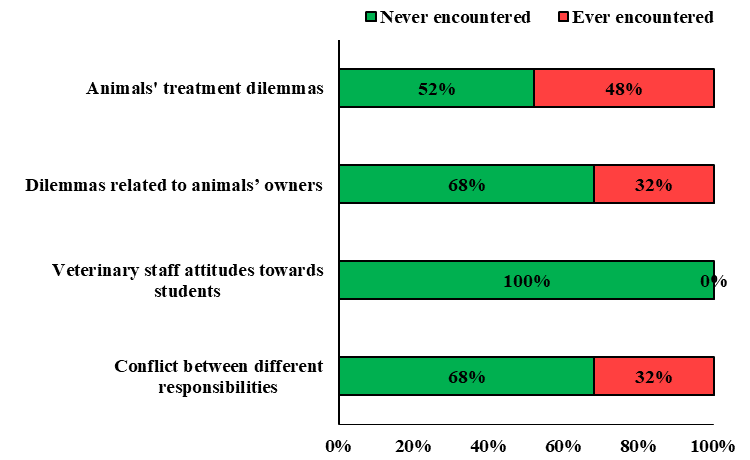 Never encountered Ever encountered
Animals' treatment dilemmas 52% 48%
Dilemmas related to animals’ owners 68% 32%
Veterinary staff attitudes towards
students
100% 0%
Conflict between different
responsibilities
68% 32%
0% 20% 40% 60% 80% 100%